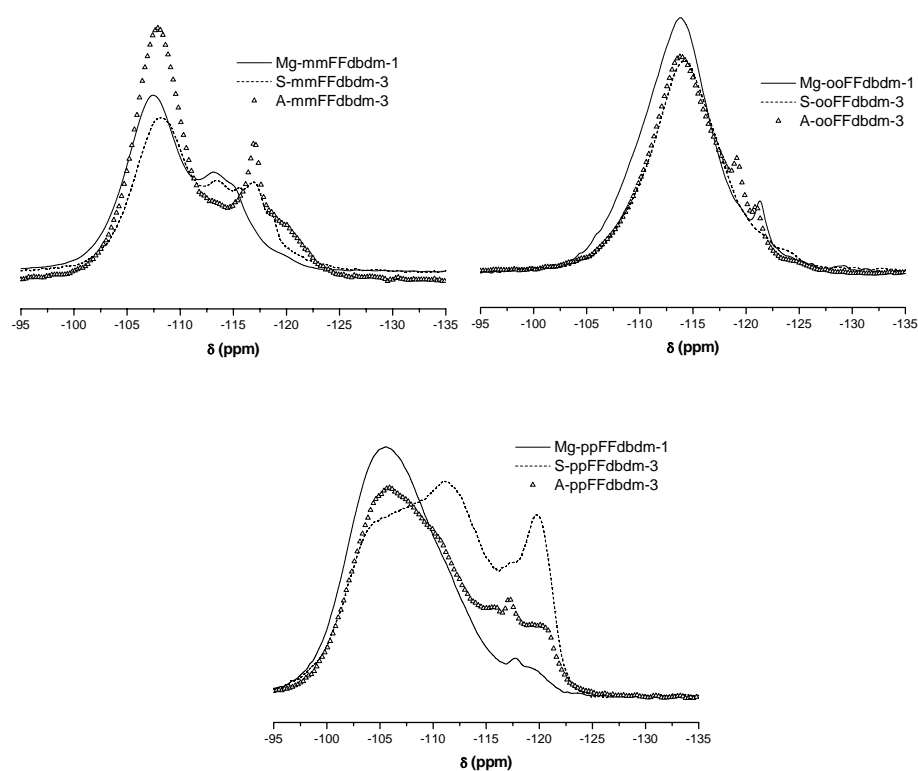 Mg-mmFFdbdm-1
S-mmFFdbdm-3
A-mmFFdbdm-3
-95 -100 -105 -110 -115 -120 -125 -130 -135
δ (ppm)
Mg-ooFFdbdm-1
S-ooFFdbdm-3
A-ooFFdbdm-3
-95 -100 -105 -110 -115 -120 -125 -130 -135
δ (ppm)
Mg-ppFFdbdm-1
S-ppFFdbdm-3
A-ppFFdbdm-3
-95 -100 -105 -110 -115 -120 -125 -130 -135
δ (ppm)